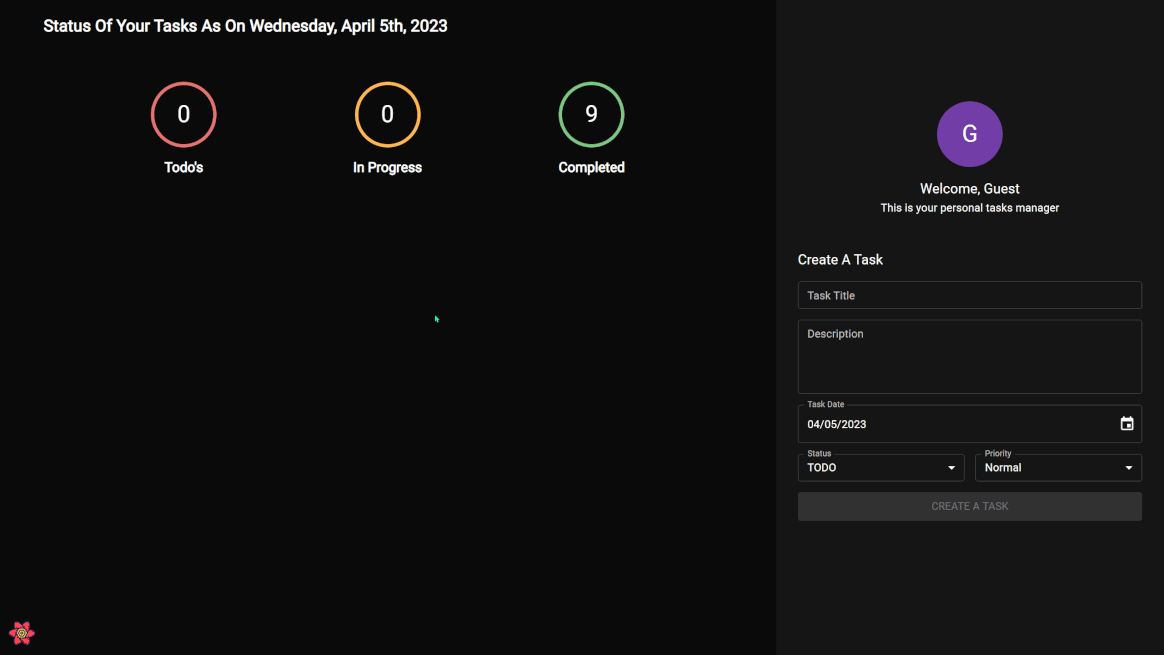 Status Of Your Tasks As On Wednesday, April 5th, 2023
0
0
9
Todo's
In Progress
Completed
G
Welcome, Guest
This is your personal tasks manager
Create A Task
Task Title
Description
Task Date
04/05/2023
Status
TODO
Priority
Normal
CREATE A TASK